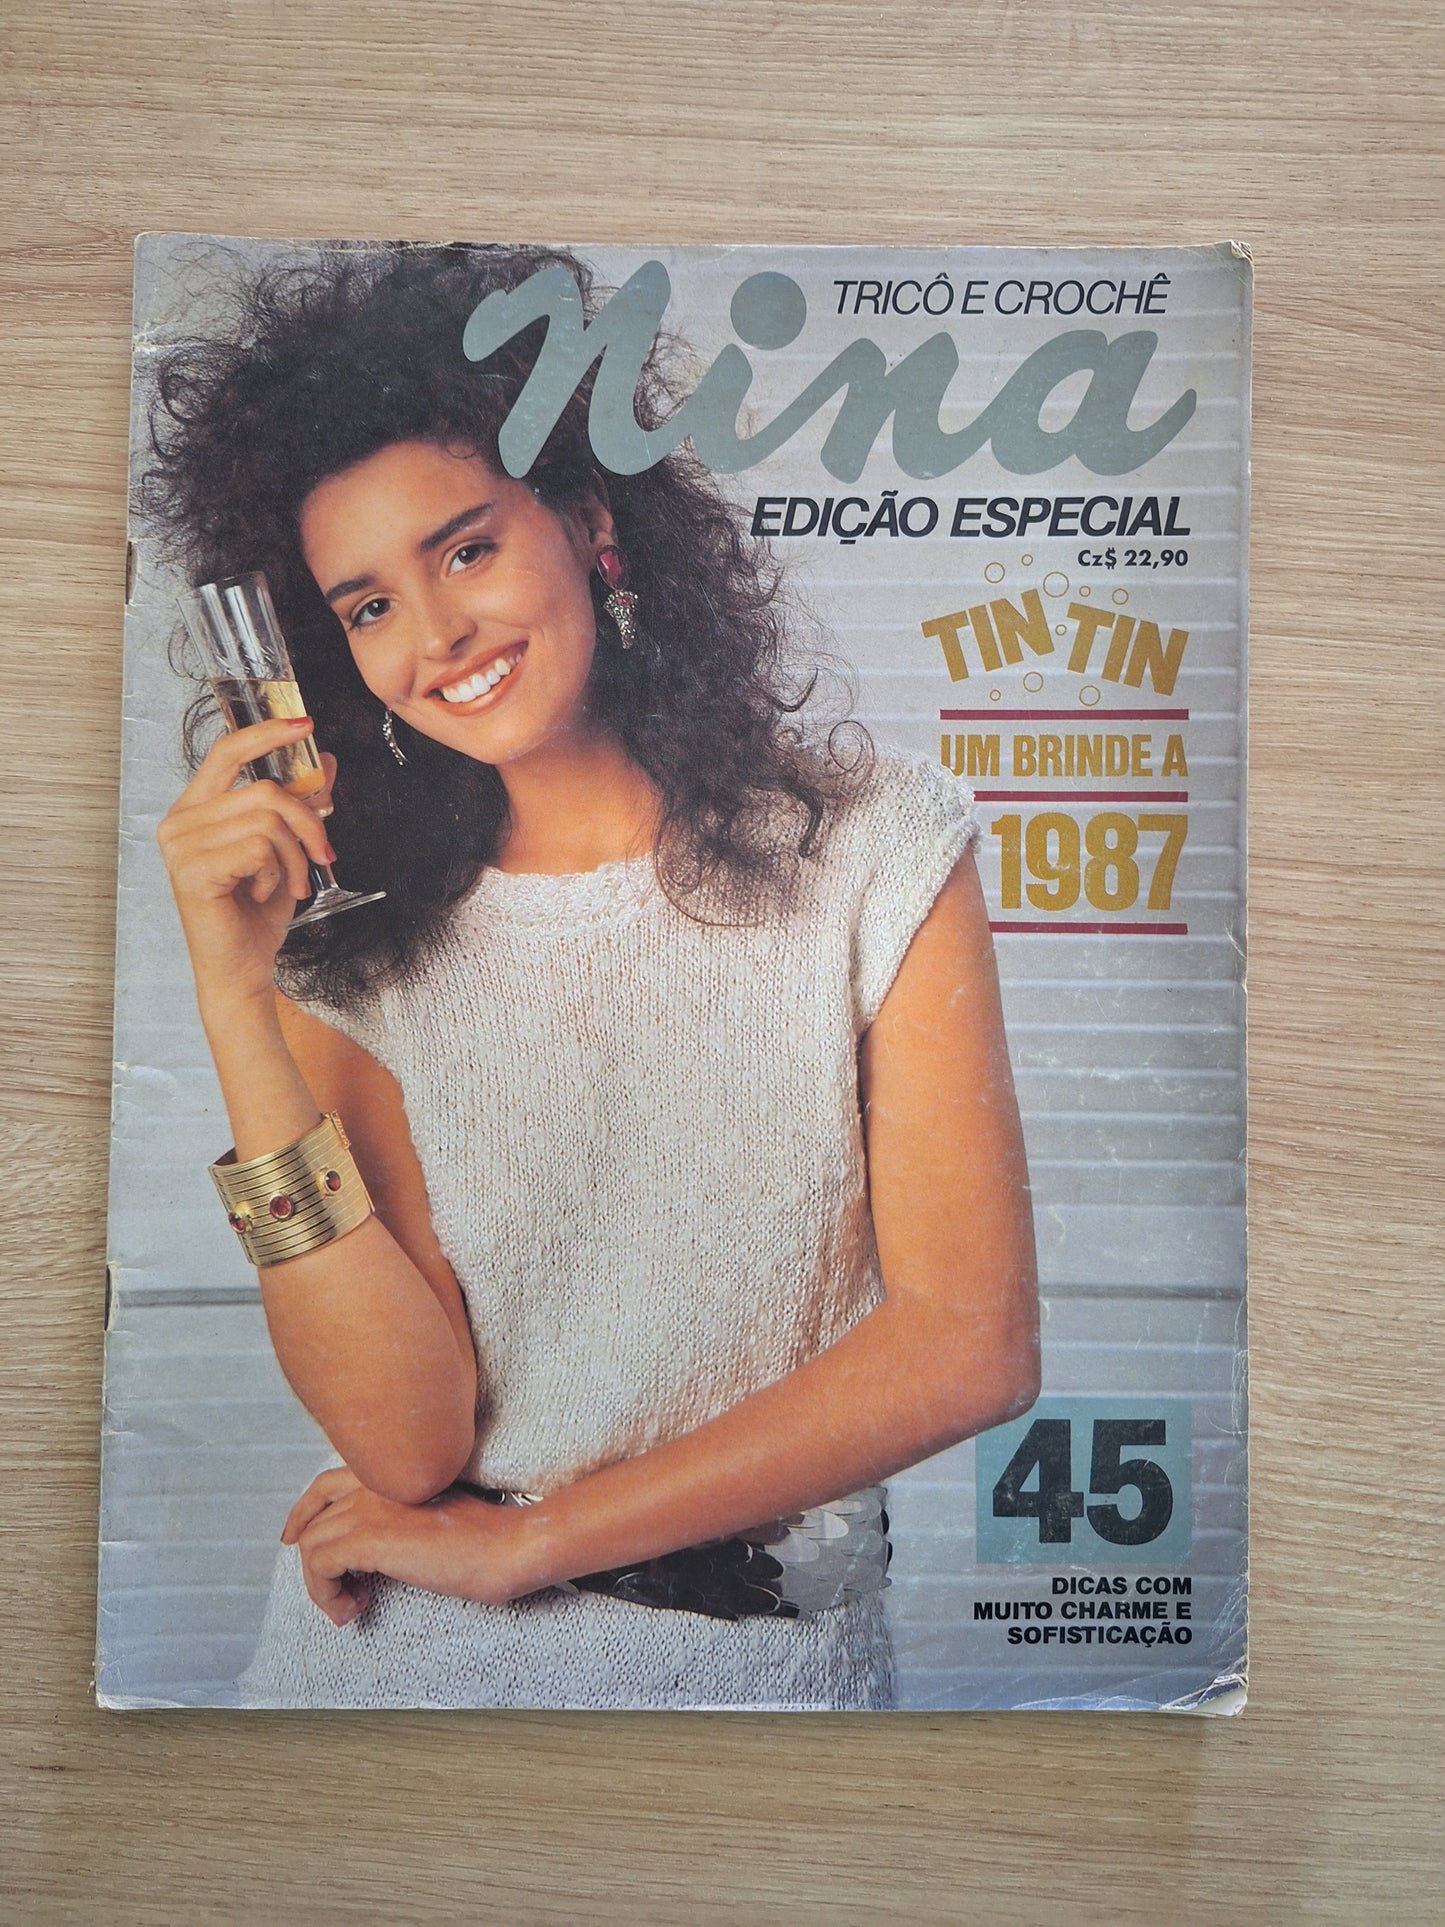 TRICÔ E CROCHÊ
Nina
EDIÇÃO ESPECIAL
Cz$ 22,90
TIN TIN
UM BRINDE A
1987
45
DICAS COM
MUITO CHARME E
SOFISTICAÇÃO